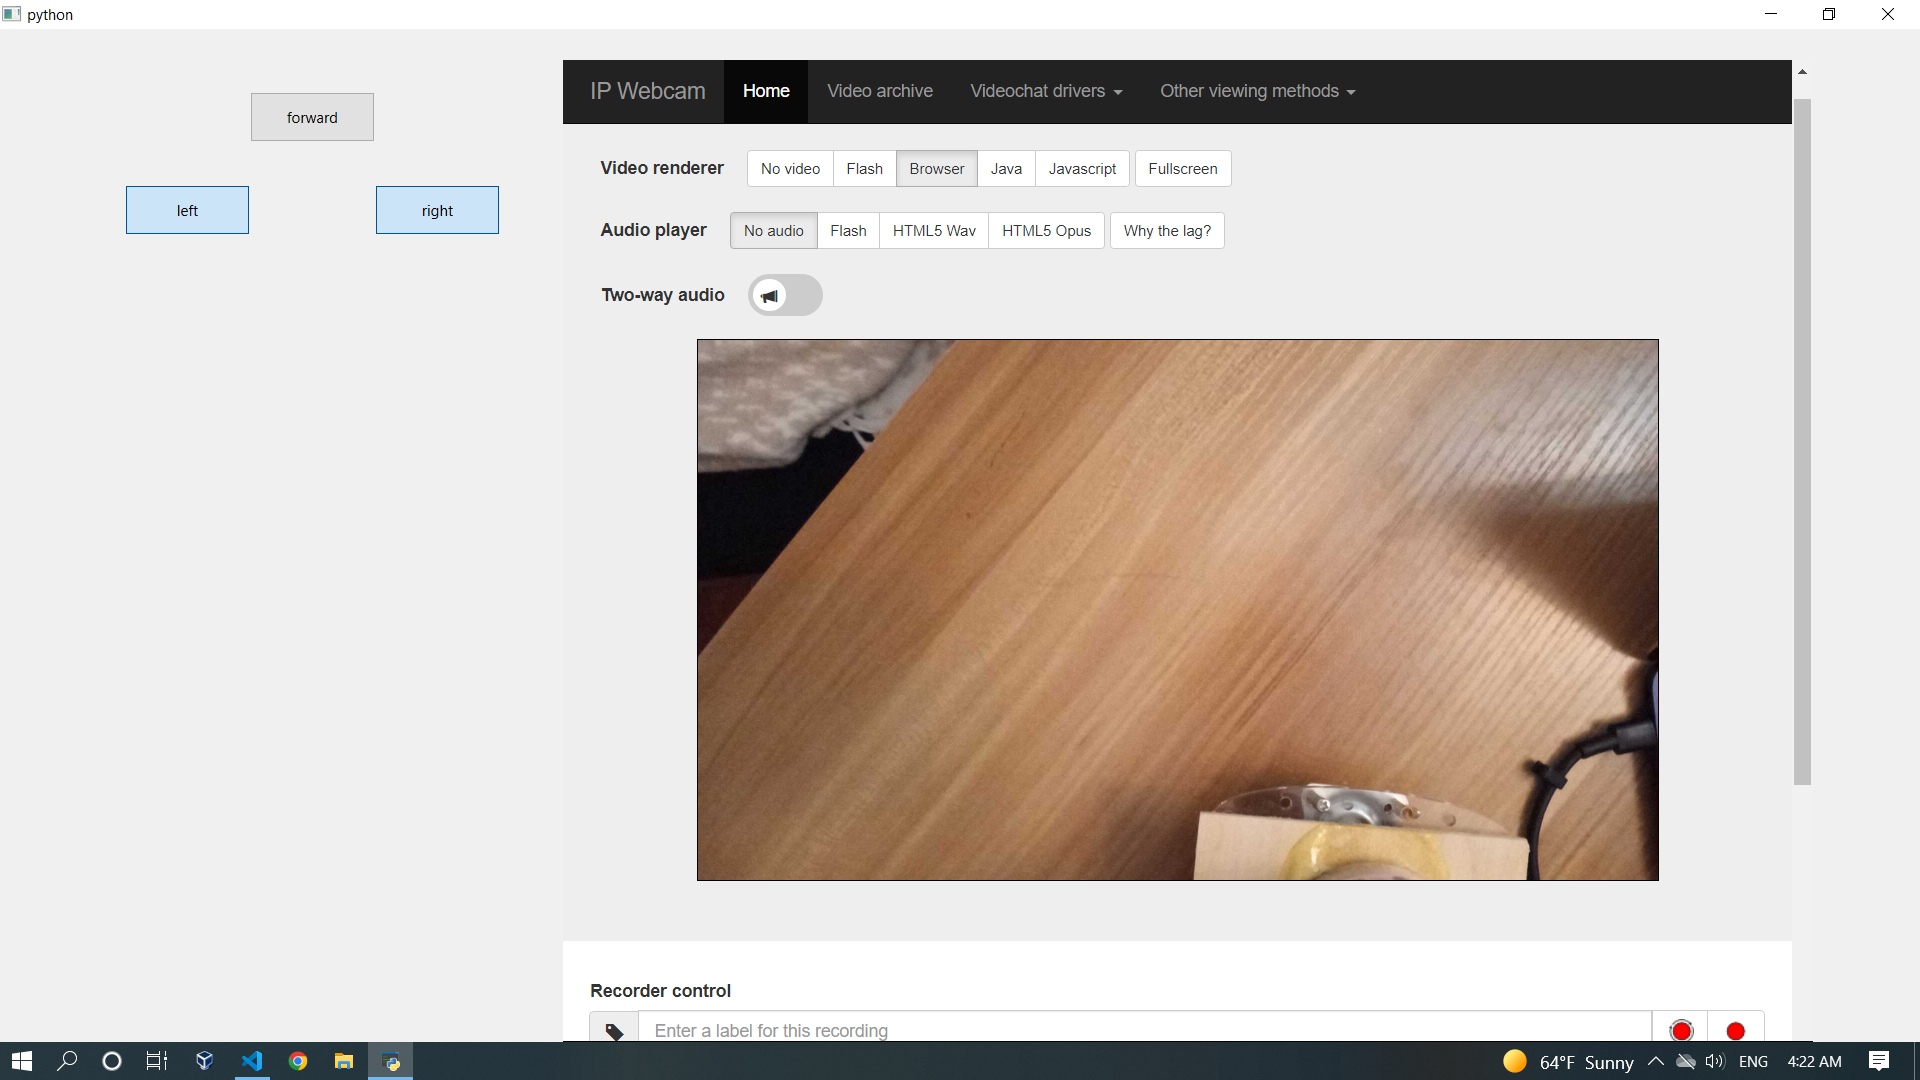 python
forward
left
right
IP Webcam Home Video archive Videochat drivers Other viewing methods
Video renderer No video Flash Browser Java Javascript Fullscreen
Audio player No audio Flash HTML5 Wav HTML5 Opus Why the lag?
Two-way audio
Recorder control
Enter a label for this recording
64°F Sunny ENG 4:22 AM